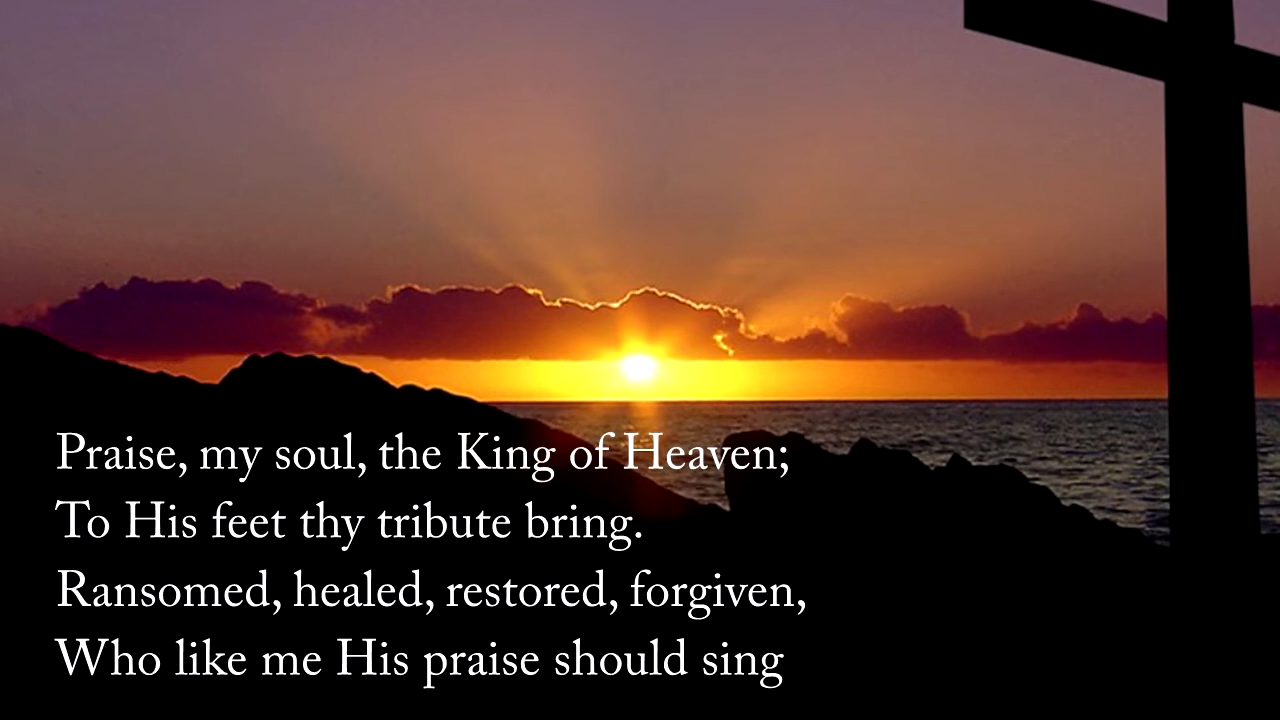 Praise, my soul, the King of Heaven;
To His feet thy tribute bring.
Ransomed, healed, restored, forgiven,
Who like me His praise should sing